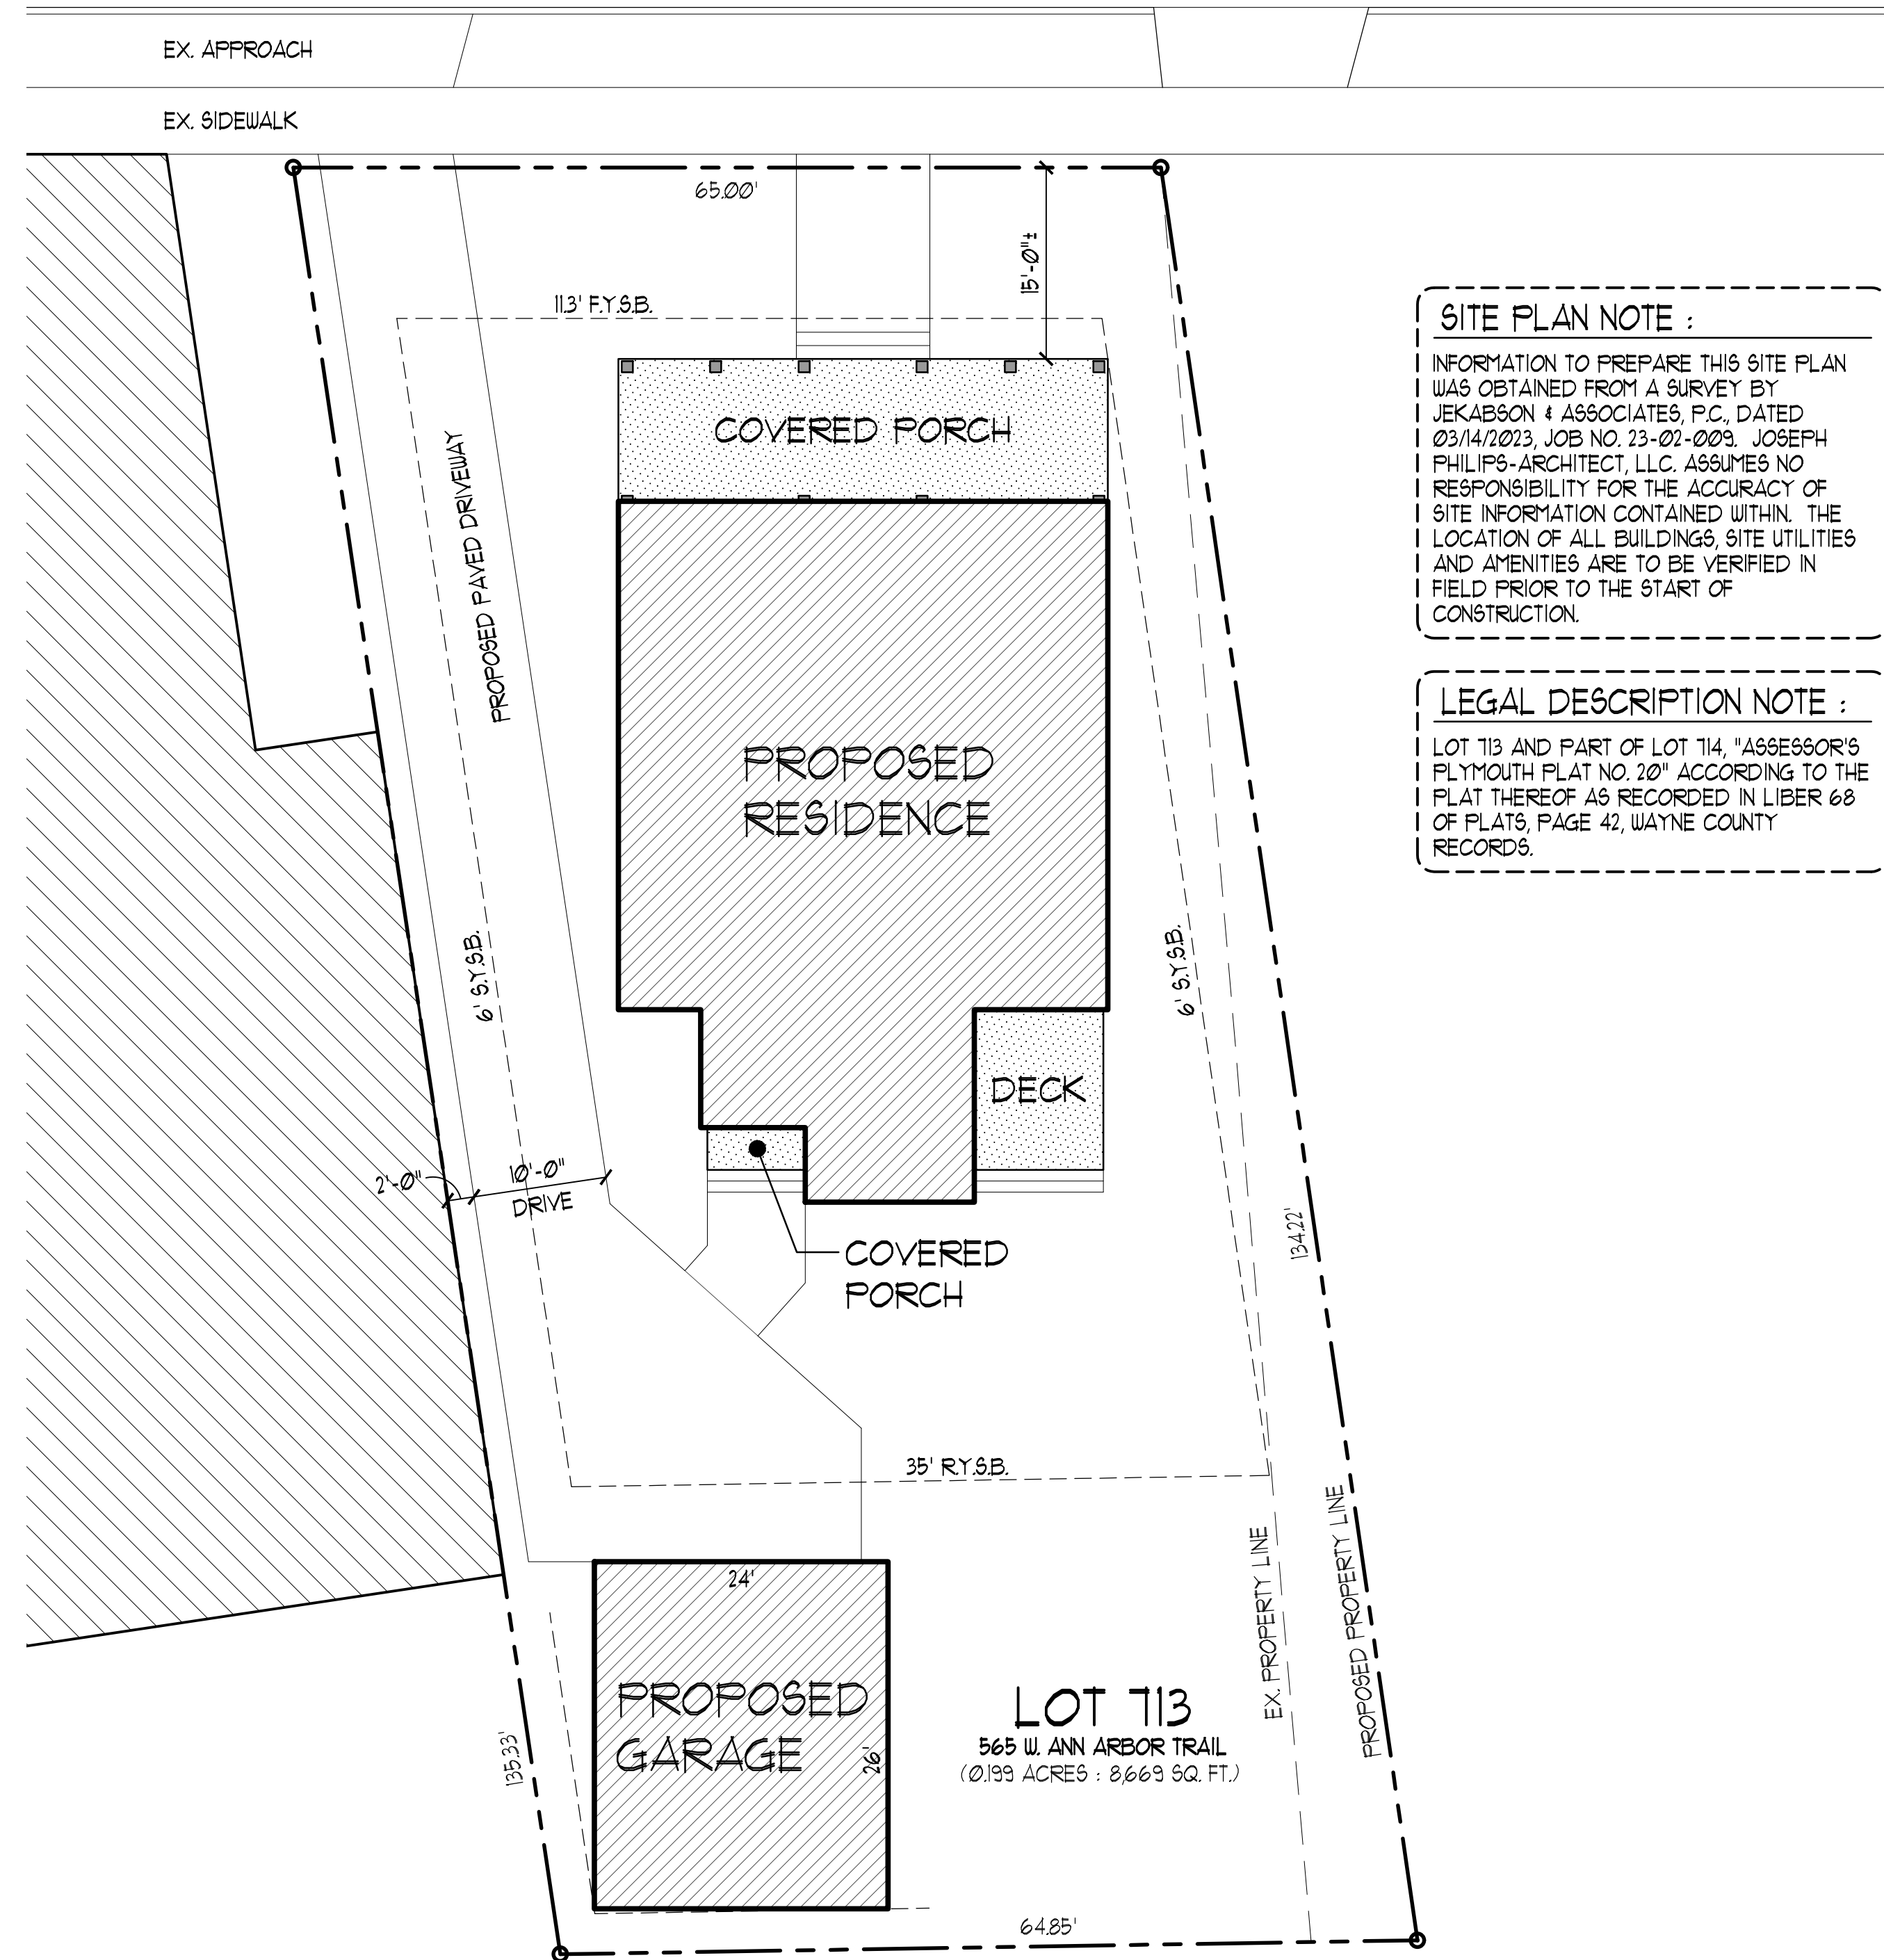 EX. APPROACH
EX. SIDEWALK
65.00'
15'-0"±
11.3' F.Y.S.B.
COVERED PORCH
PROPOSED PAVED DRIVEWAY
PROPOSED
RESIDENCE
6' S.Y.S.B.
6' S.Y.S.B.
DECK
2'-0"
10'-0"
DRIVE
COVERED
PORCH
134.22'
35' R.Y.S.B.
EX. PROPERTY LINE
PROPOSED PROPERTY LINE
24'
PROPOSED
GARAGE
26'
135.33'
LOT 713
565 W. ANN ARBOR TRAIL
(0.199 ACRES : 8,669 SQ. FT.)
64.85'
SITE PLAN NOTE :
INFORMATION TO PREPARE THIS SITE PLAN
WAS OBTAINED FROM A SURVEY BY
JEKABSON & ASSOCIATES, P.C., DATED
03/14/2023, JOB NO. 23-02-009. JOSEPH
PHILIPS-ARCHITECT, LLC. ASSUMES NO
RESPONSIBILITY FOR THE ACCURACY OF
SITE INFORMATION CONTAINED WITHIN. THE
LOCATION OF ALL BUILDINGS, SITE UTILITIES
AND AMENITIES ARE TO BE VERIFIED IN
FIELD PRIOR TO THE START OF
CONSTRUCTION.
LEGAL DESCRIPTION NOTE :
LOT 713 AND PART OF LOT 714, "ASSESSOR'S
PLYMOUTH PLAT NO. 20" ACCORDING TO THE
PLAT THEREOF AS RECORDED IN LIBER 68
OF PLATS, PAGE 42, WAYNE COUNTY
RECORDS.